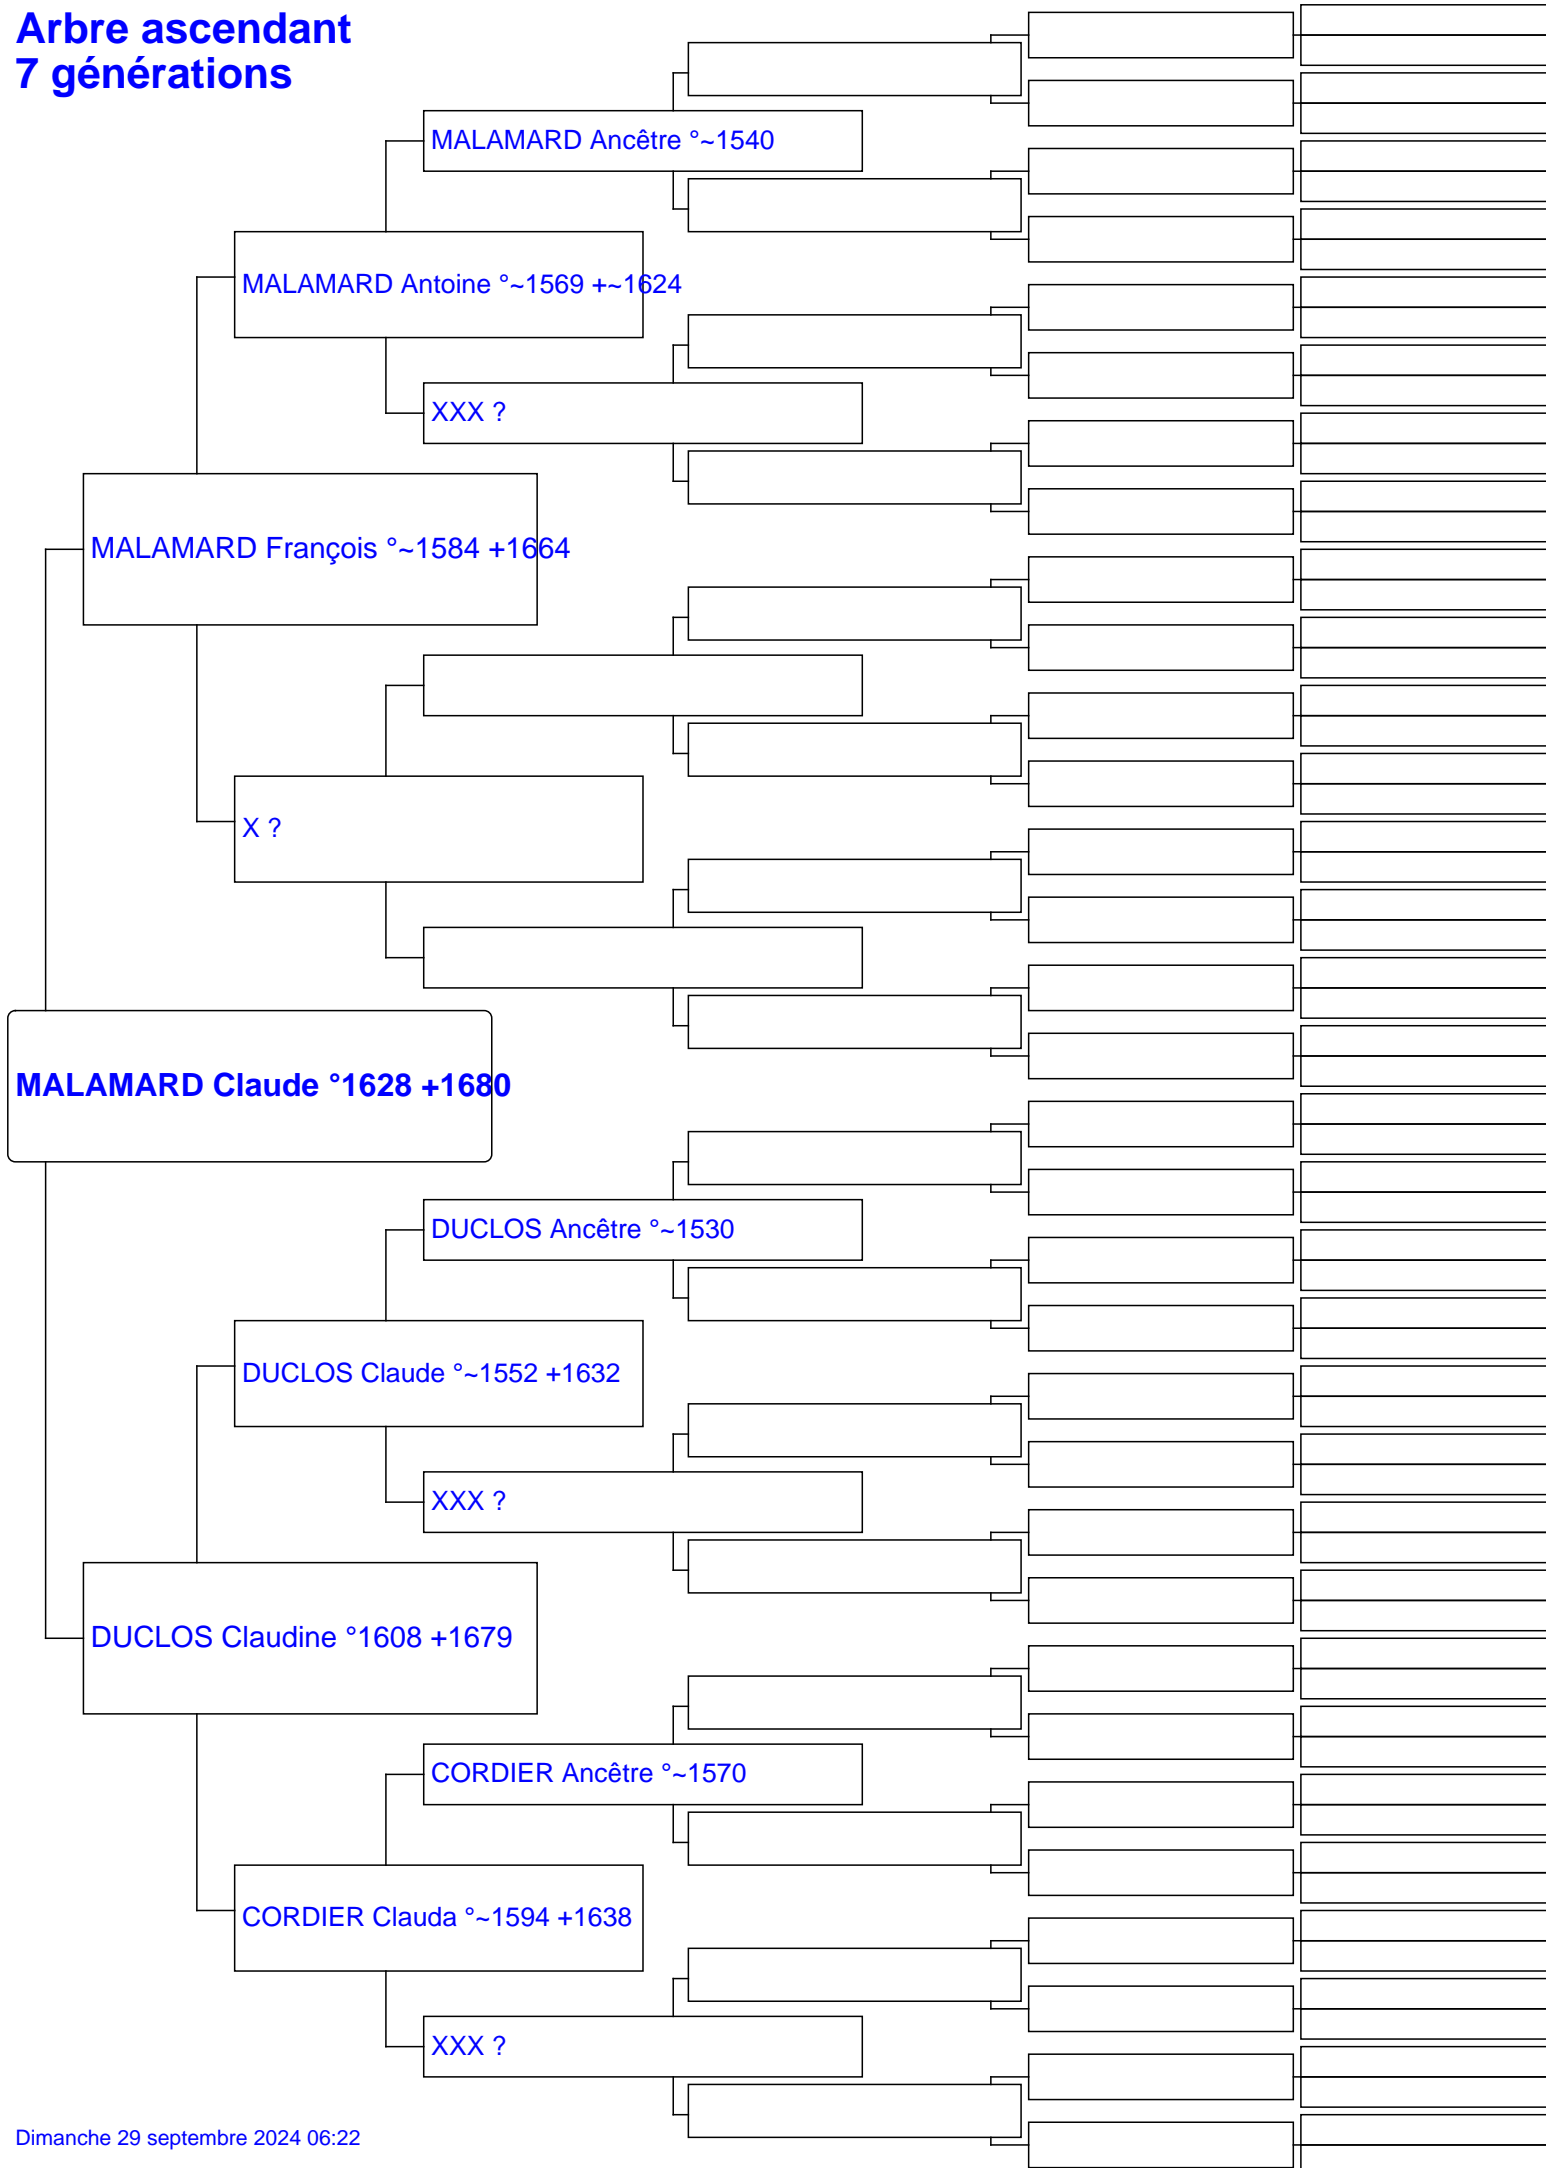 Arbre ascendant
7 générations
MALAMARD Ancêtre °~1540
MALAMARD Antoine °~1569 +~1624
XXX ?
MALAMARD François °~1584 +1664
X ?
MALAMARD Claude °1628 +1680
DUCLOS Ancêtre °~1530
DUCLOS Claude °~1552 +1632
XXX ?
DUCLOS Claudine °1608 +1679
CORDIER Ancêtre °~1570
CORDIER Clauda °~1594 +1638
XXX ?
Dimanche 29 septembre 2024 06:22